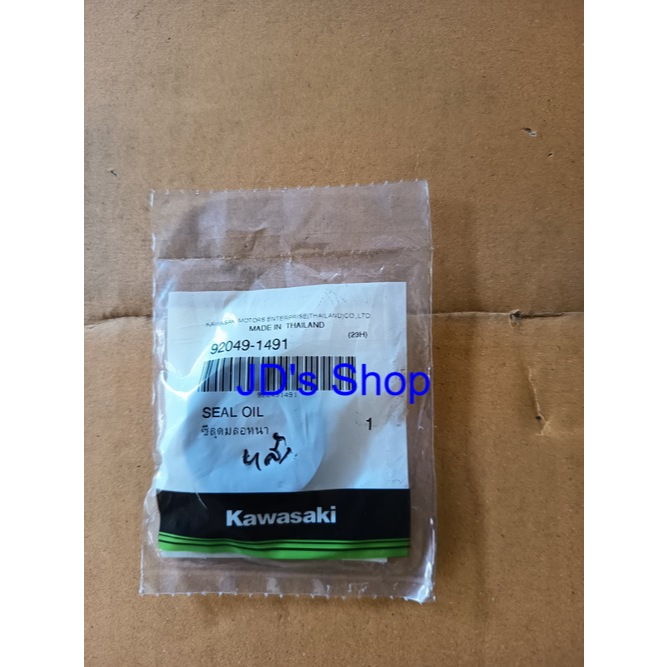 KAWASAKI MOTORS ENTERPRISE(THAILAND)CO.,LTD
MADE IN THAILAND
(23H)
92049-1491
JD's Shop
920491491
SEAL OIL
ซีลดุมล้อหน้า
1
หลัง
Kawasaki